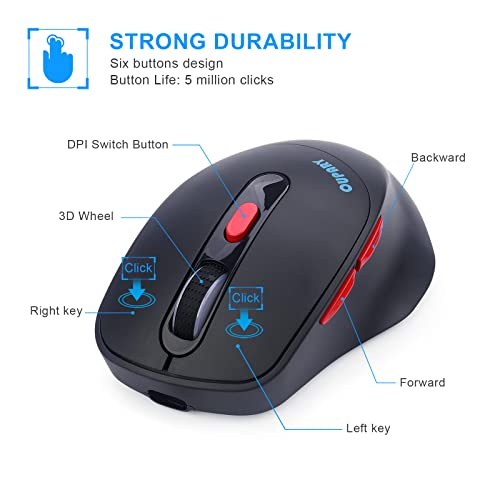 STRONG DURABILITY
Six buttons design
Button Life: 5 million clicks
DPI Switch Button
Backward
OUPARY
3D Wheel
Click
Click
Right key
Forward
Left key